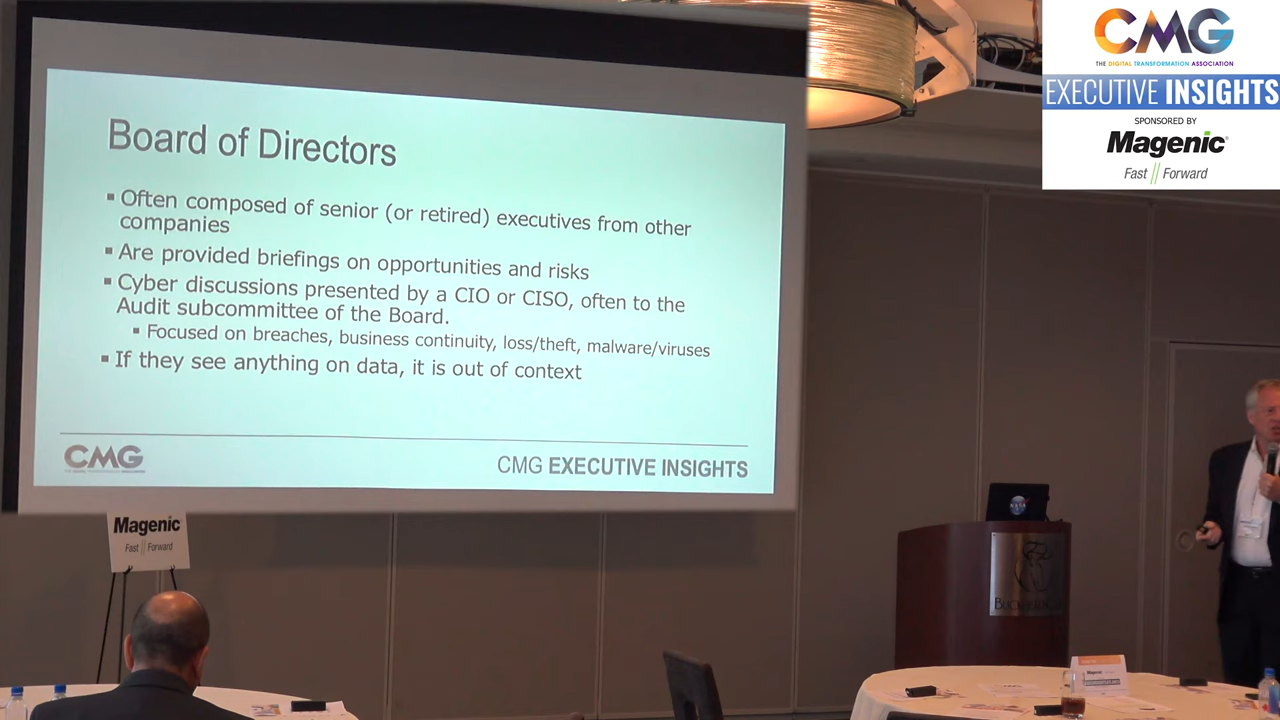 Board of Directors
Often composed of senior (or retired) executives from other
companies
Are provided briefings on opportunities and risks
Cyber discussions presented by a CIO or CISO, often to the
Audit subcommittee of the Board.
Focused on breaches, business continuity, loss/theft, malware/viruses
If they see anything on data, it is out of context
CMG
CMG EXECUTIVE INSIGHTS
CMG
THE DIGITAL TRANSFORMATION ASSOCIATION
EXECUTIVE INSIGHTS
SPONSORED BY
Magenic
Fast // Forward
Magenic
Fast // Forward
NASA